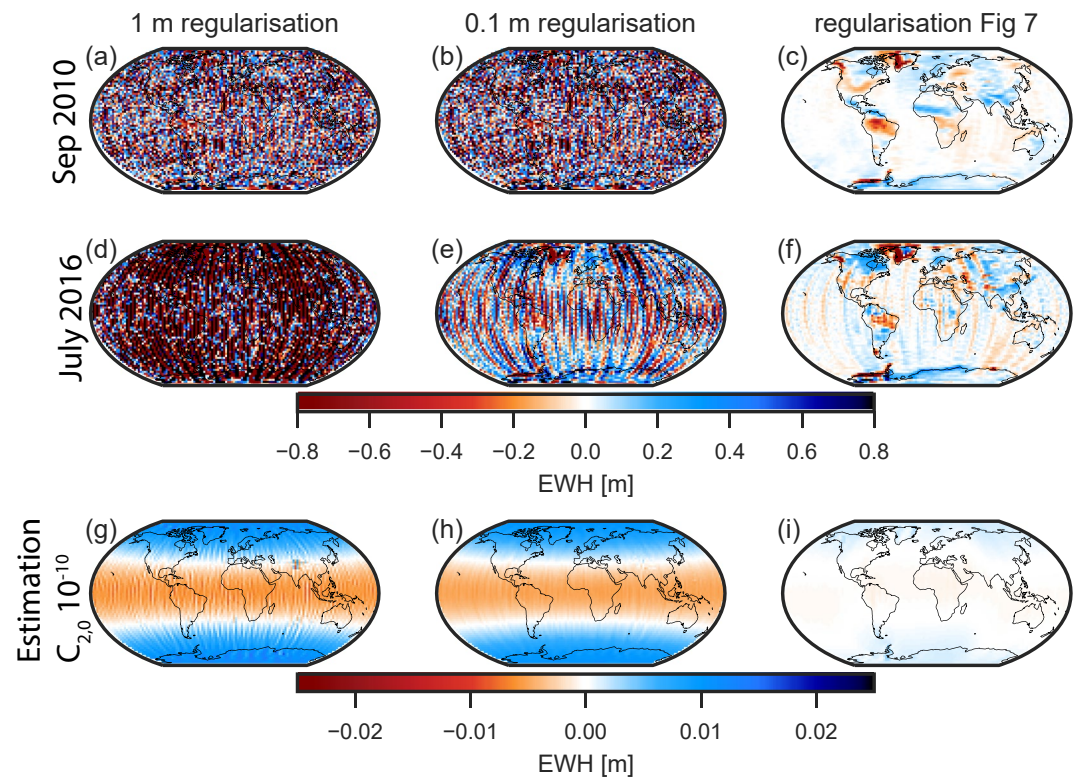 1 m regularisation
0.1 m regularisation
regularisation Fig 7
Sep 2010
(a)
(b)
(c)
July 2016
(d)
(e)
(f)
−0.8
−0.6
−0.4
−0.2
0.0
0.2
0.4
0.6
0.8
EWH [m]
Estimation
C2,0 10-10
(g)
(h)
(i)
−0.02
−0.01
0.00
0.01
0.02
EWH [m]